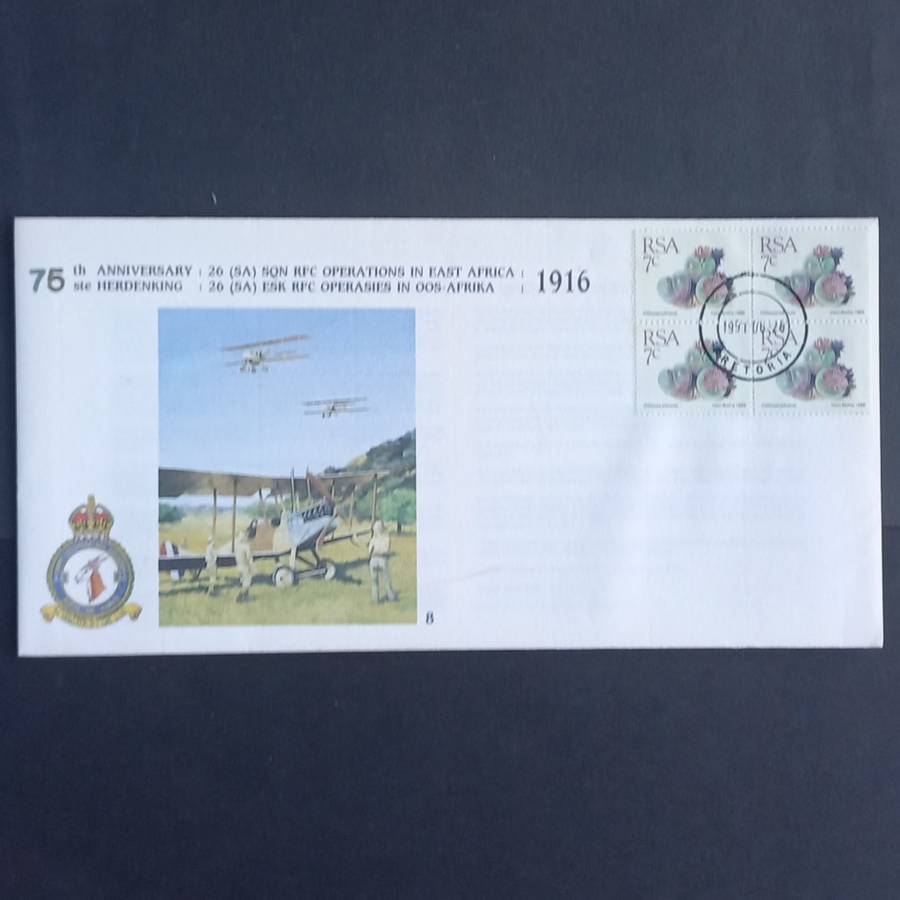 75 th ANNIVERSARY : 26 (SA) SQN RFC OPERATIONS IN EAST AFRICA : 1916
ste HERDENKING : 26 (SA) ESK RFC OPERASIES IN OOS-AFRIKA :
RSA 7c RSA 7c
RSA 7c RSA
PRETORIA
8